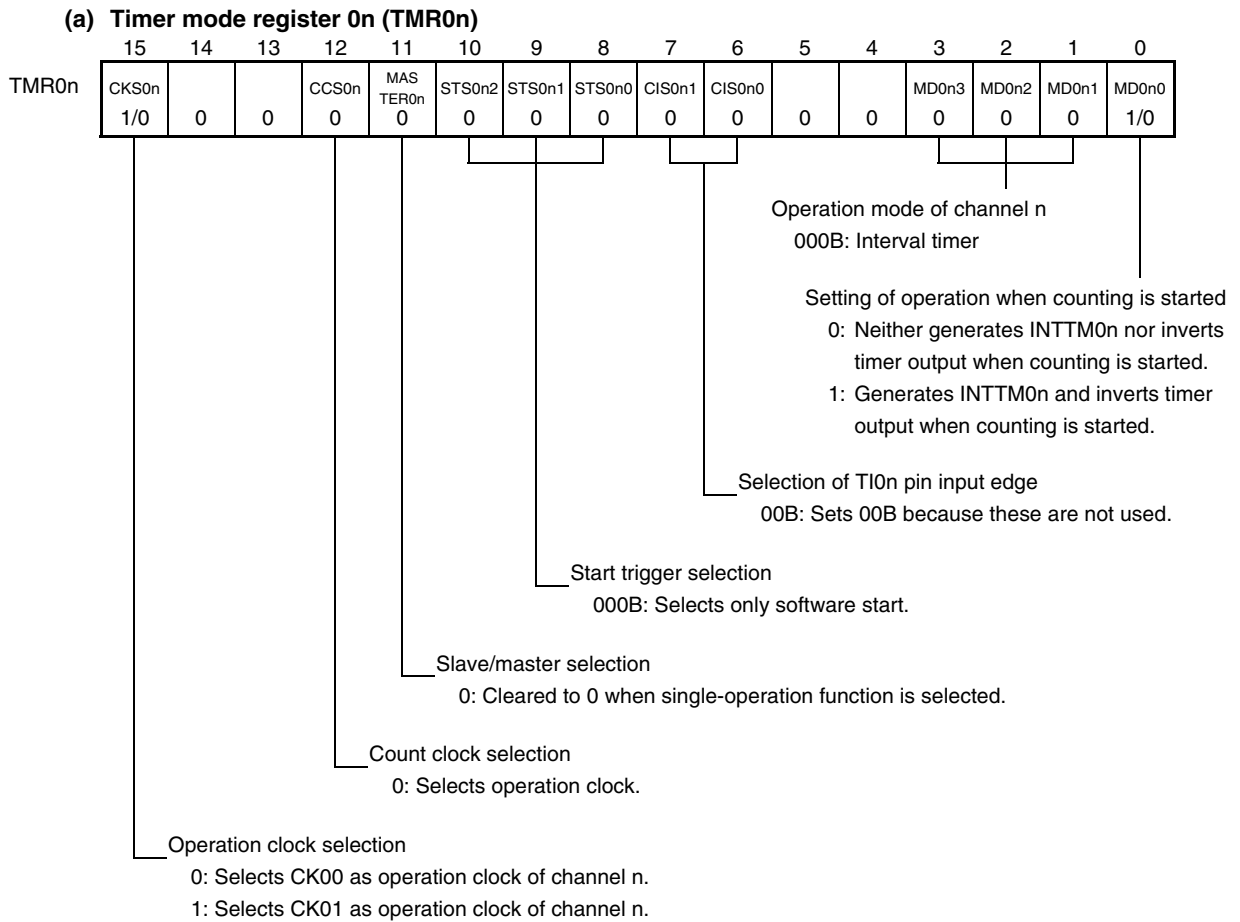 (a) Timer mode register 0n (TMR0n)
15 14 13 12 11 10 9 8 7 6 5 4 3 2 1 0
TMR0n CKS0n CCS0n MAS TER0n STS0n2 STS0n1 STS0n0 CIS0n1 CIS0n0 MD0n3 MD0n2 MD0n1 MD0n0
1/0 0 0 0 0 0 0 0 0 0 0 0 0 0 0 1/0
Operation mode of channel n
000B: Interval timer
Setting of operation when counting is started
0: Neither generates INTTM0n nor inverts
timer output when counting is started.
1: Generates INTTM0n and inverts timer
output when counting is started.
Selection of TI0n pin input edge
00B: Sets 00B because these are not used.
Start trigger selection
000B: Selects only software start.
Slave/master selection
0: Cleared to 0 when single-operation function is selected.
Count clock selection
0: Selects operation clock.
Operation clock selection
0: Selects CK00 as operation clock of channel n.
1: Selects CK01 as operation clock of channel n.